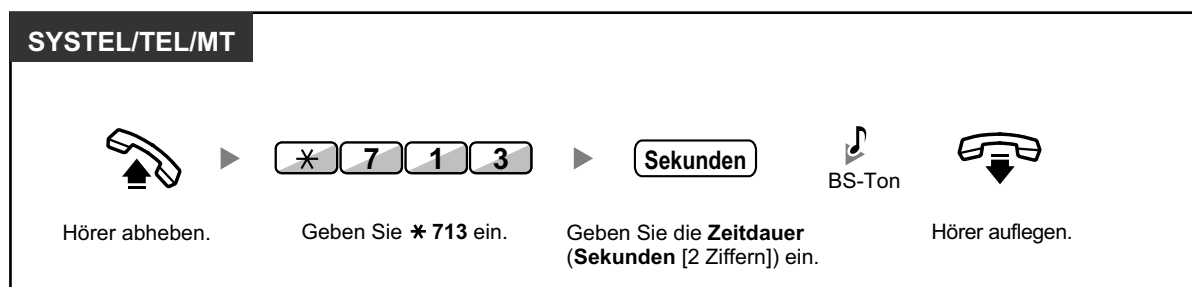 SYSTEL/TEL/MT
* 7 1 3
Sekunden
BS-Ton
Hörer abheben.
Geben Sie * 713 ein.
Geben Sie die Zeitdauer
(Sekunden [2 Ziffern]) ein.
Hörer auflegen.